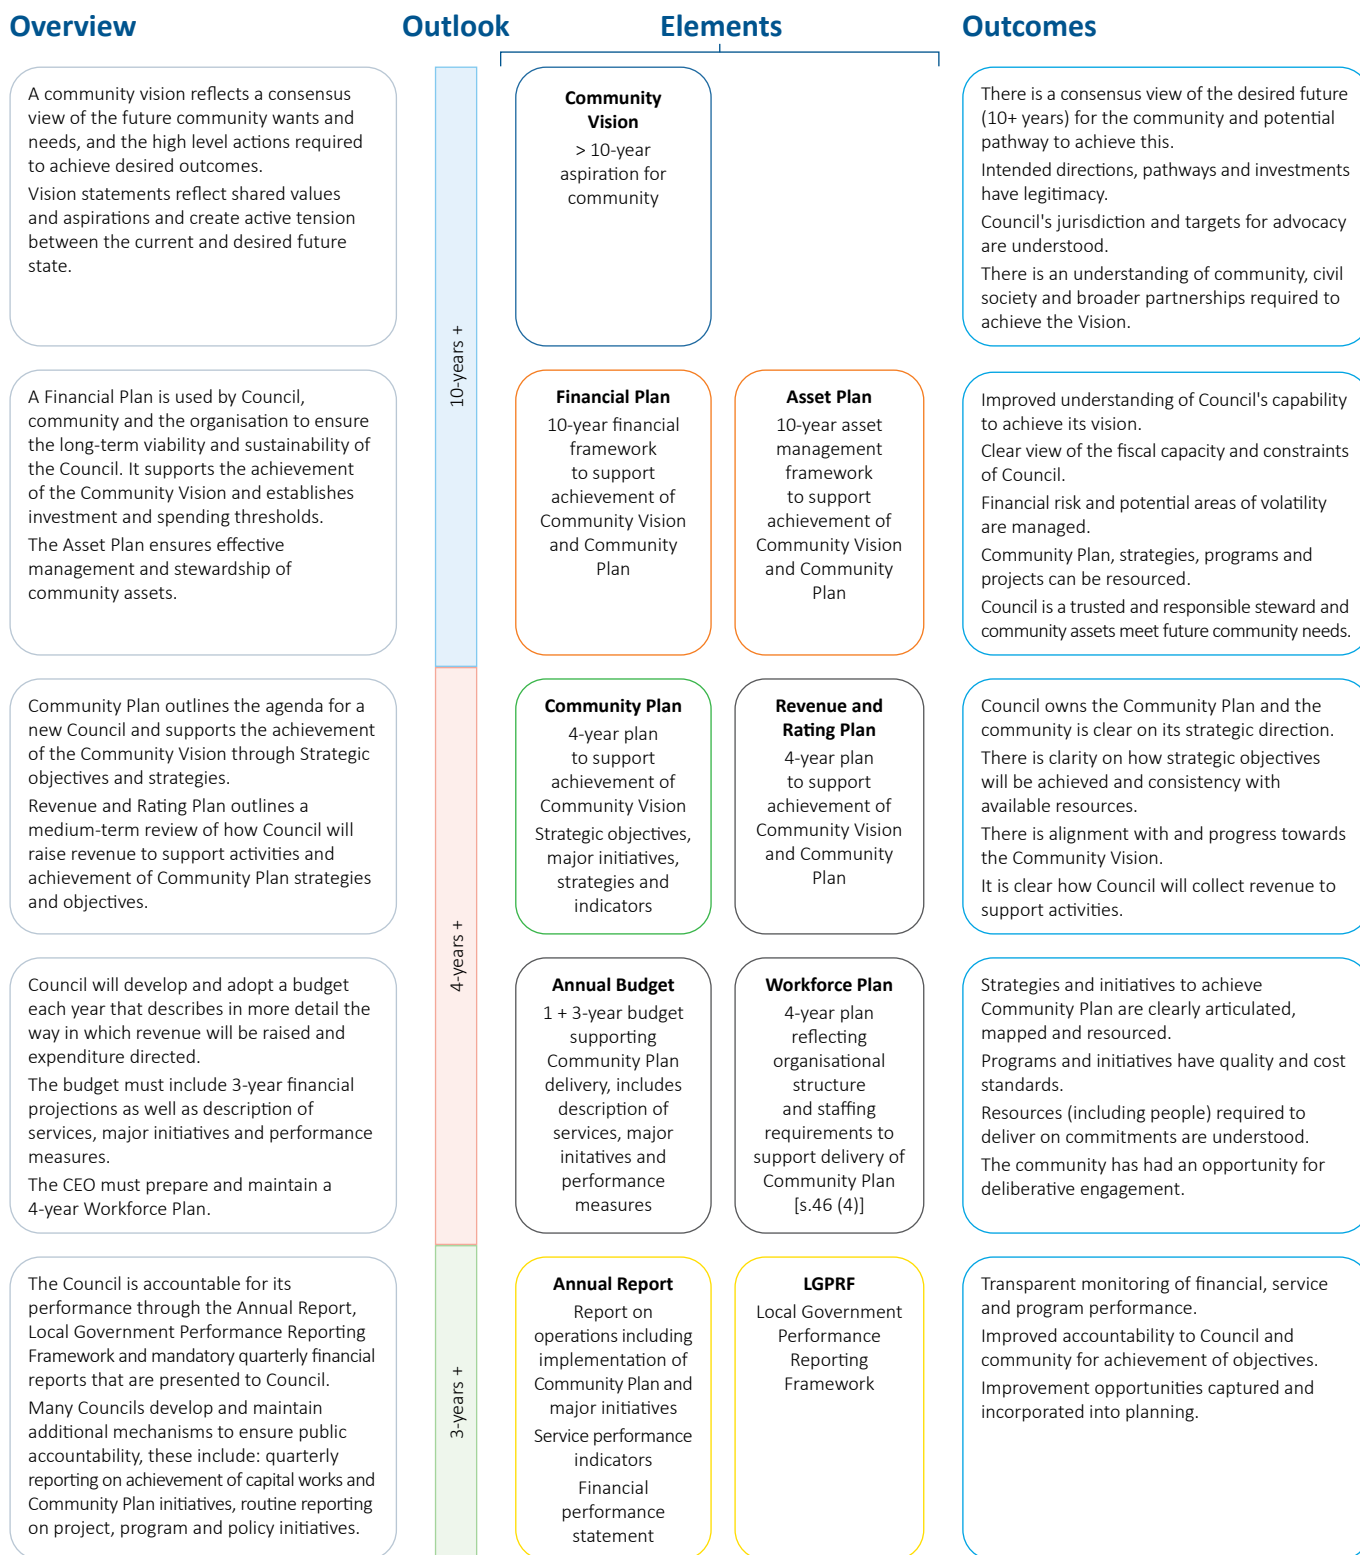 Overview
Outlook
Elements
Outcomes
A community vision reflects a consensus
view of the future community wants and
needs, and the high level actions required
to achieve desired outcomes.
Vision statements reflect shared values
and aspirations and create active tension
between the current and desired future
state.
10-years +
Community
Vision
> 10-year
aspiration for
community
There is a consensus view of the desired future
(10+ years) for the community and potential
pathway to achieve this.
Intended directions, pathways and investments
have legitimacy.
Council's jurisdiction and targets for advocacy
are understood.
There is an understanding of community, civil
society and broader partnerships required to
achieve the Vision.
A Financial Plan is used by Council,
community and the organisation to ensure
the long-term viability and sustainability of
the Council. It supports the achievement
of the Community Vision and establishes
investment and spending thresholds.
The Asset Plan ensures effective
management and stewardship of
community assets.
Financial Plan
10-year financial
framework
to support
achievement of
Community Vision
and Community
Plan
Asset Plan
10-year asset
management
framework
to support
achievement of
Community Vision
and Community
Plan
Improved understanding of Council's capability
to achieve its vision.
Clear view of the fiscal capacity and constraints
of Council.
Financial risk and potential areas of volatility
are managed.
Community Plan, strategies, programs and
projects can be resourced.
Council is a trusted and responsible steward and
community assets meet future community needs.
Community Plan outlines the agenda for a
new Council and supports the achievement
of the Community Vision through Strategic
objectives and strategies.
Revenue and Rating Plan outlines a
medium-term review of how Council will
raise revenue to support activities and
achievement of Community Plan strategies
and objectives.
4-years +
Community Plan
4-year plan
to support
achievement of
Community Vision
Strategic objectives,
major initiatives,
strategies and
indicators
Revenue and
Rating Plan
4-year plan
to support
achievement of
Community Vision
and Community
Plan
Council owns the Community Plan and the
community is clear on its strategic direction.
There is clarity on how strategic objectives
will be achieved and consistency with
available resources.
There is alignment with and progress towards
the Community Vision.
It is clear how Council will collect revenue to
support activities.
Council will develop and adopt a budget
each year that describes in more detail the
way in which revenue will be raised and
expenditure directed.
The budget must include 3-year financial
projections as well as description of
services, major initiatives and performance
measures.
The CEO must prepare and maintain a
4-year Workforce Plan.
Annual Budget
1 + 3-year budget
supporting
Community Plan
delivery, includes
description of
services, major
initatives and
performance
measures
Workforce Plan
4-year plan
reflecting
organisational
structure
and staffing
requirements to
support delivery of
Community Plan
[s.46 (4)]
Strategies and initiatives to achieve
Community Plan are clearly articulated,
mapped and resourced.
Programs and initiatives have quality and cost
standards.
Resources (including people) required to
deliver on commitments are understood.
The community has had an opportunity for
deliberative engagement.
The Council is accountable for its
performance through the Annual Report,
Local Government Performance Reporting
Framework and mandatory quarterly financial
reports that are presented to Council.
Many Councils develop and maintain
additional mechanisms to ensure public
accountability, these include: quarterly
reporting on achievement of capital works and
Community Plan initiatives, routine reporting
on project, program and policy initiatives.
3-years +
Annual Report
Report on
operations including
implementation of
Community Plan and
major initiatives
Service performance
indicators
Financial
performance
statement
LGPRF
Local Government
Performance
Reporting
Framework
Transparent monitoring of financial, service
and program performance.
Improved accountability to Council and
community for achievement of objectives.
Improvement opportunities captured and
incorporated into planning.